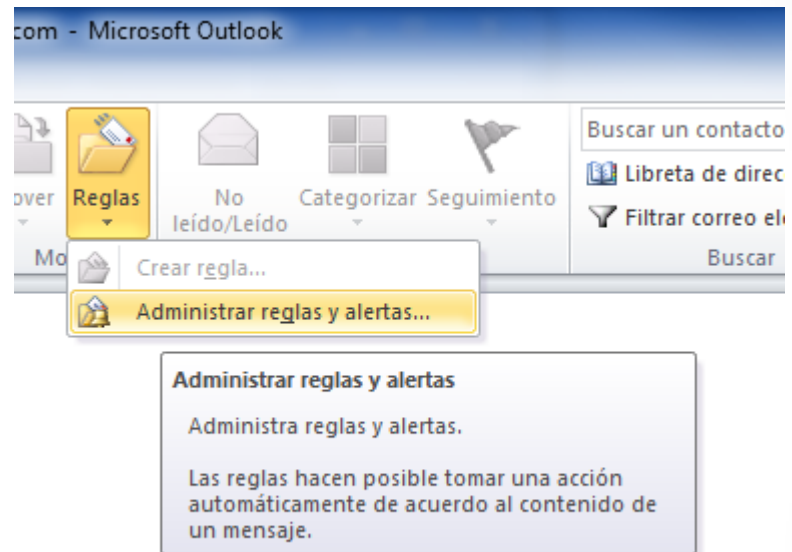 com - Microsoft Outlook
over
Reglas
No
leído/Leído
Categorizar
Seguimiento
Buscar un contacto
Libreta de direc
Filtrar correo ele
Mo
Buscar
Crear regla...
Administrar reglas y alertas...
Administrar reglas y alertas
Administra reglas y alertas.
Las reglas hacen posible tomar una acción
automáticamente de acuerdo al contenido de
un mensaje.